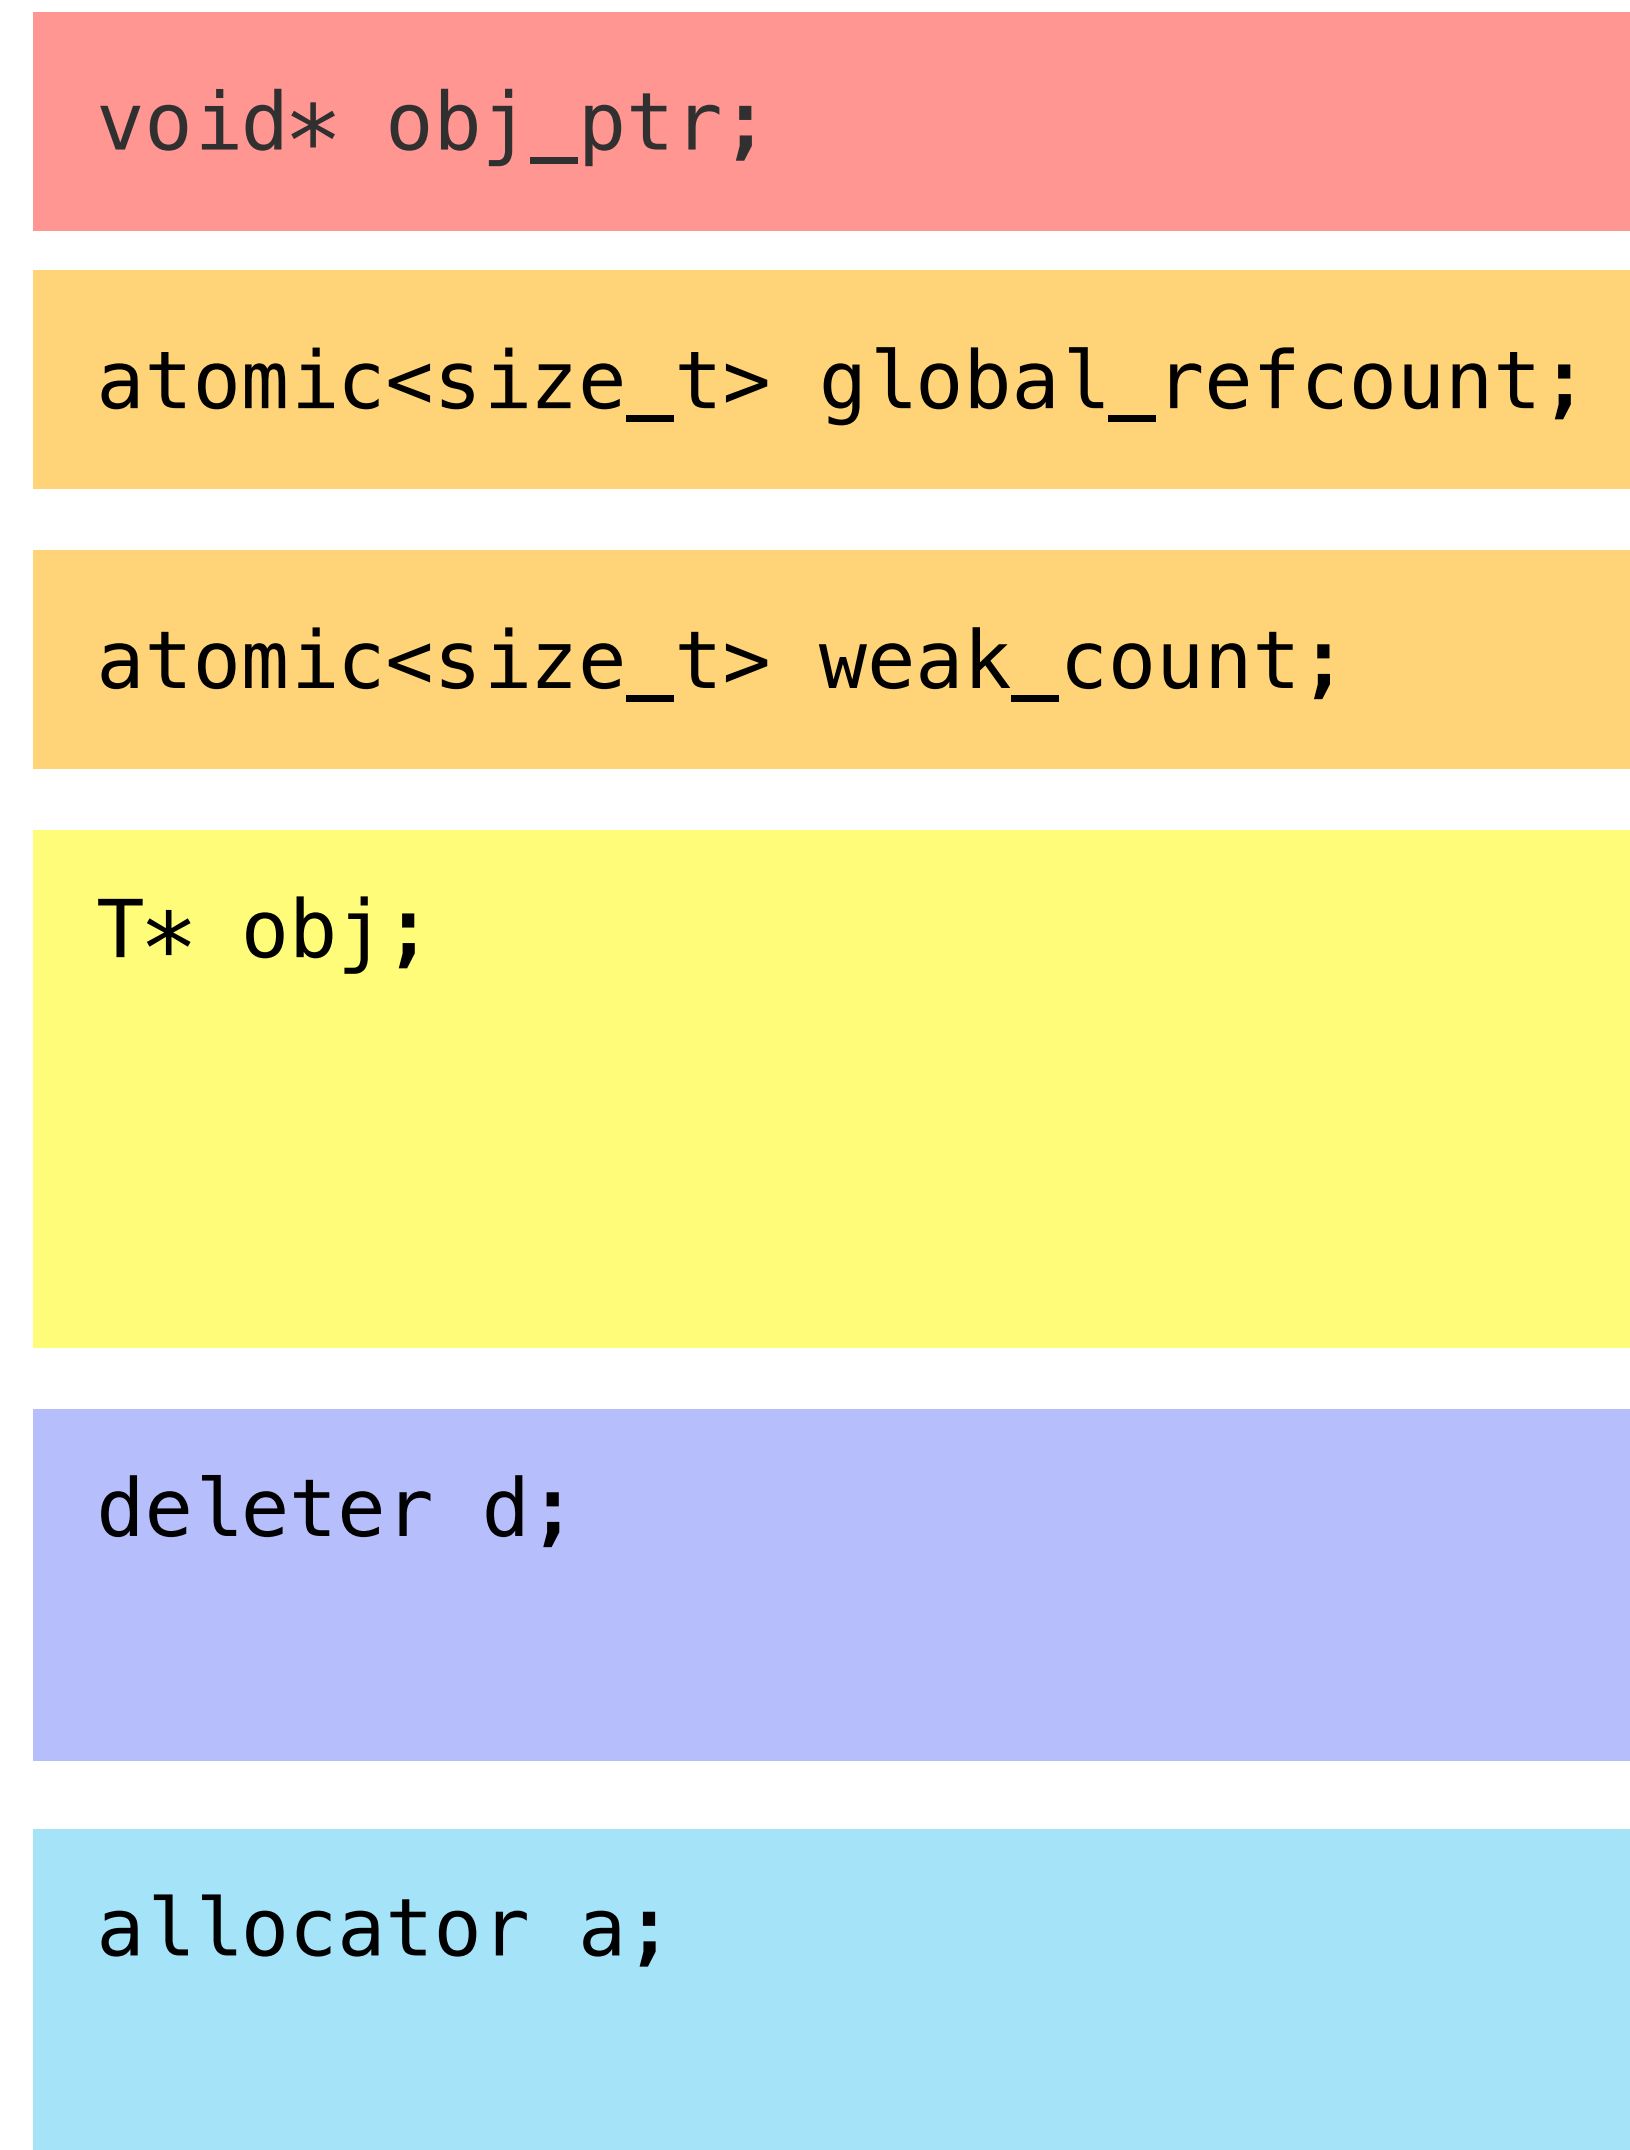 void* obj_ptr;
atomic<size_t> global_refcount;
atomic<size_t> weak_count;
T* obj;
deleter d;
allocator a;